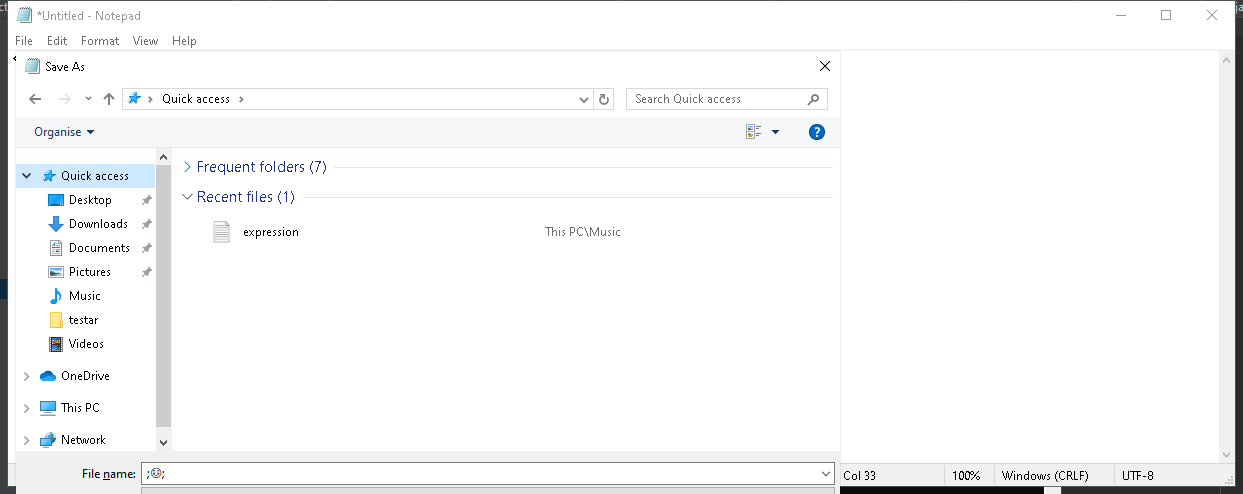 *Untitled - Notepad
File Edit Format View Help
Save As
Quick access
Search Quick access
Organise
Quick access
Desktop
Downloads
Documents
Pictures
Music
testar
Videos
OneDrive
This PC
Network
Frequent folders (7)
Recent files (1)
expression This PC\Music
File name: ;☺;
Col 33 100% Windows (CRLF) UTF-8